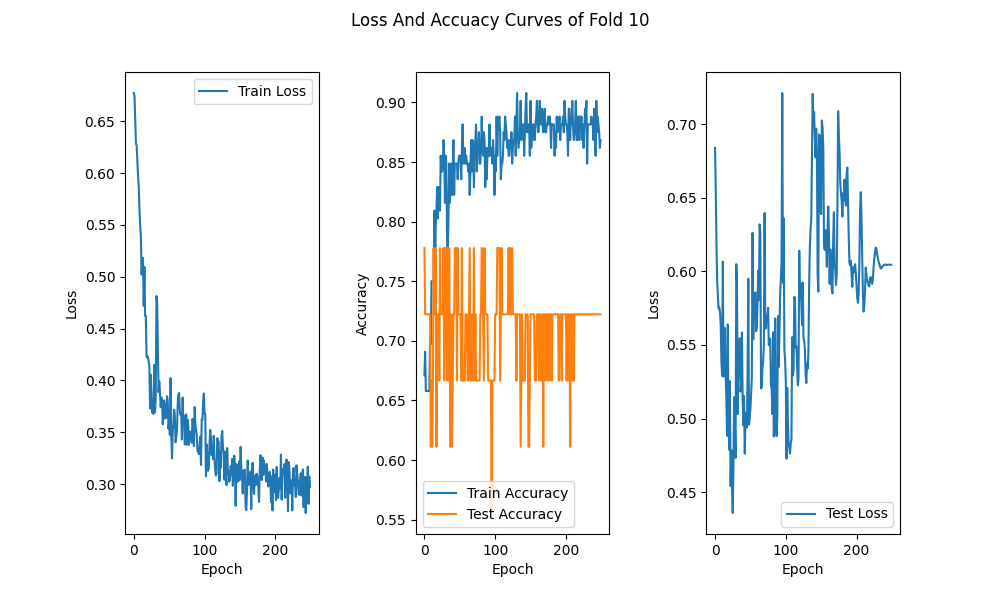 Loss And Accuacy Curves of Fold 10
Loss
0.65
0.60
0.55
0.50
0.45
0.40
0.35
0.30
Train Loss
0
100
200
Epoch
Accuracy
0.90
0.85
0.80
0.75
0.70
0.65
0.60
0.55
Train Accuracy
Test Accuracy
0
100
200
Epoch
Loss
0.70
0.65
0.60
0.55
0.50
0.45
Test Loss
0
100
200
Epoch